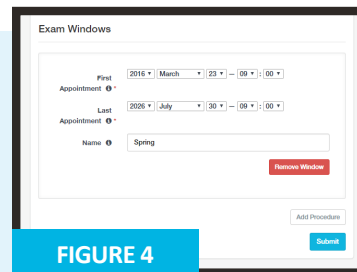 Exam Windows
First Appointment * 2016 March 23 — 09 : 00
Last Appointment * 2026 July 30 — 09 : 00
Name Spring
Remove Window
Add Procedure
Submit
FIGURE 4